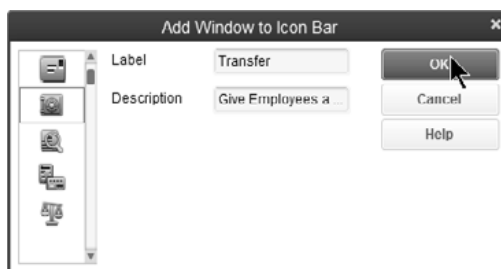 Add Window to Icon Bar
Label Transfer OK
Description Give Employees a ... Cancel
Help